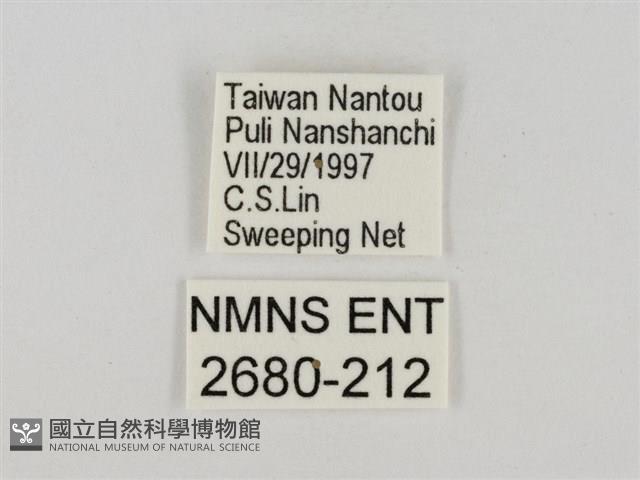 Taiwan Nantou
Puli Nanshanchi
VII/29/1997
C.S.Lin
Sweeping Net
NMNS ENT
2680-212
國立自然科學博物館
NATIONAL MUSEUM OF NATURAL SCIENCE